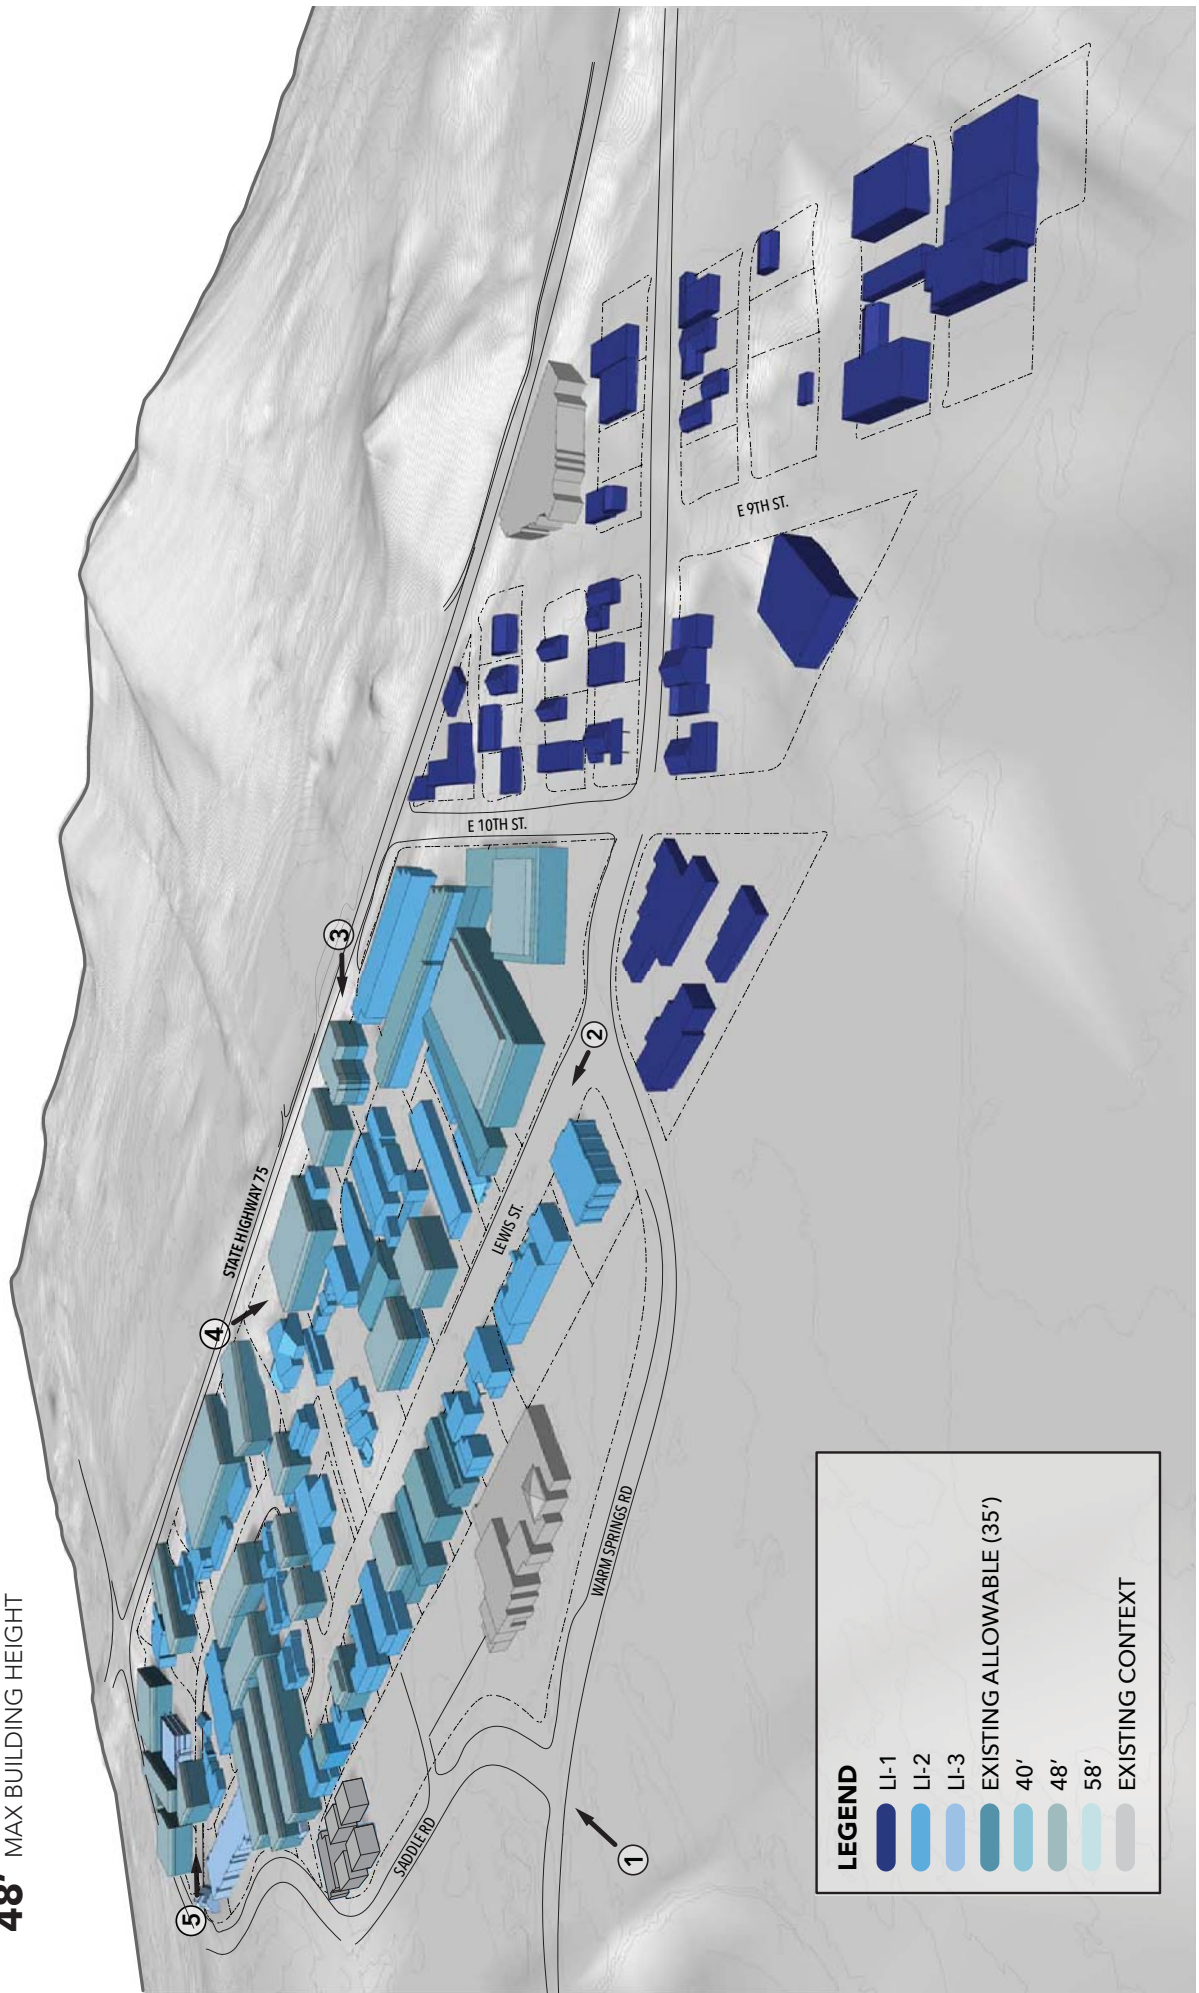 48' MAX BUILDING HEIGHT
5
4
3
STATE HIGHWAY 75
E 10TH ST.
E 9TH ST.
2
LEWIS ST.
SADDLE RD
WARM SPRINGS RD
1
LEGEND
LI-1
LI-2
LI-3
EXISTING ALLOWABLE (35')
40'
48'
58'
EXISTING CONTEXT